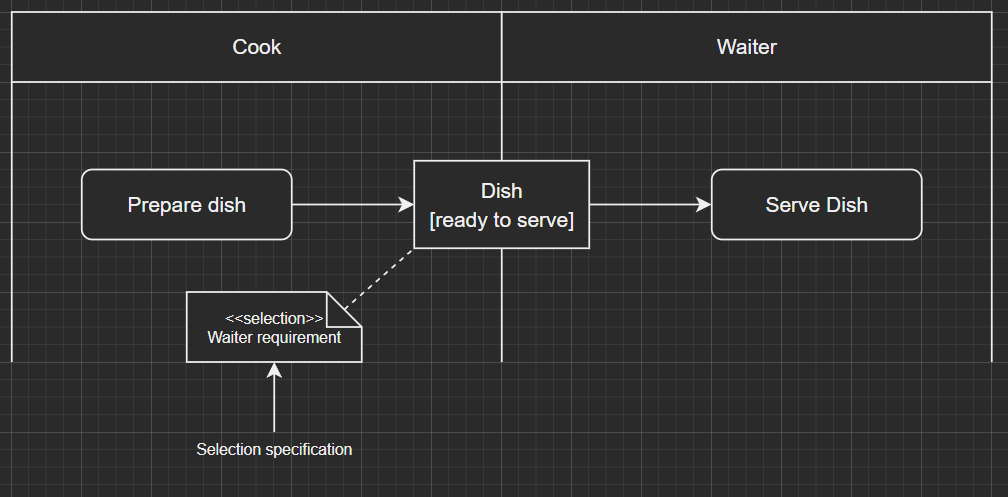 Cook
Waiter
Prepare dish
Dish
[ready to serve]
Serve Dish
<<selection>>
Waiter requirement
Selection specification